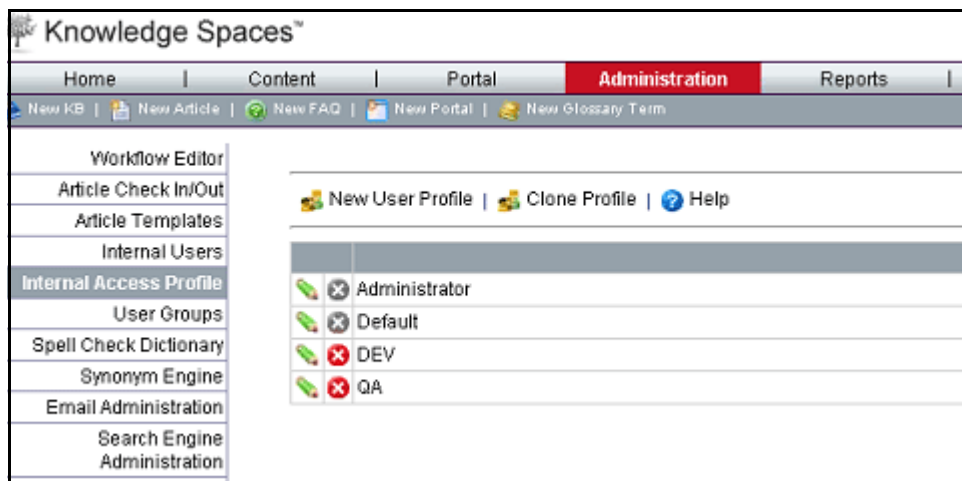 Knowledge Spaces™
Home | Content | Portal Administration Reports |
New KB | New Article | New FAQ | New Portal | New Glossary Term
Workflow Editor
Article Check In/Out
Article Templates
Internal Users
Internal Access Profile
User Groups
Spell Check Dictionary
Synonym Engine
Email Administration
Search Engine
Administration
New User Profile | Clone Profile | Help
Administrator
Default
DEV
QA